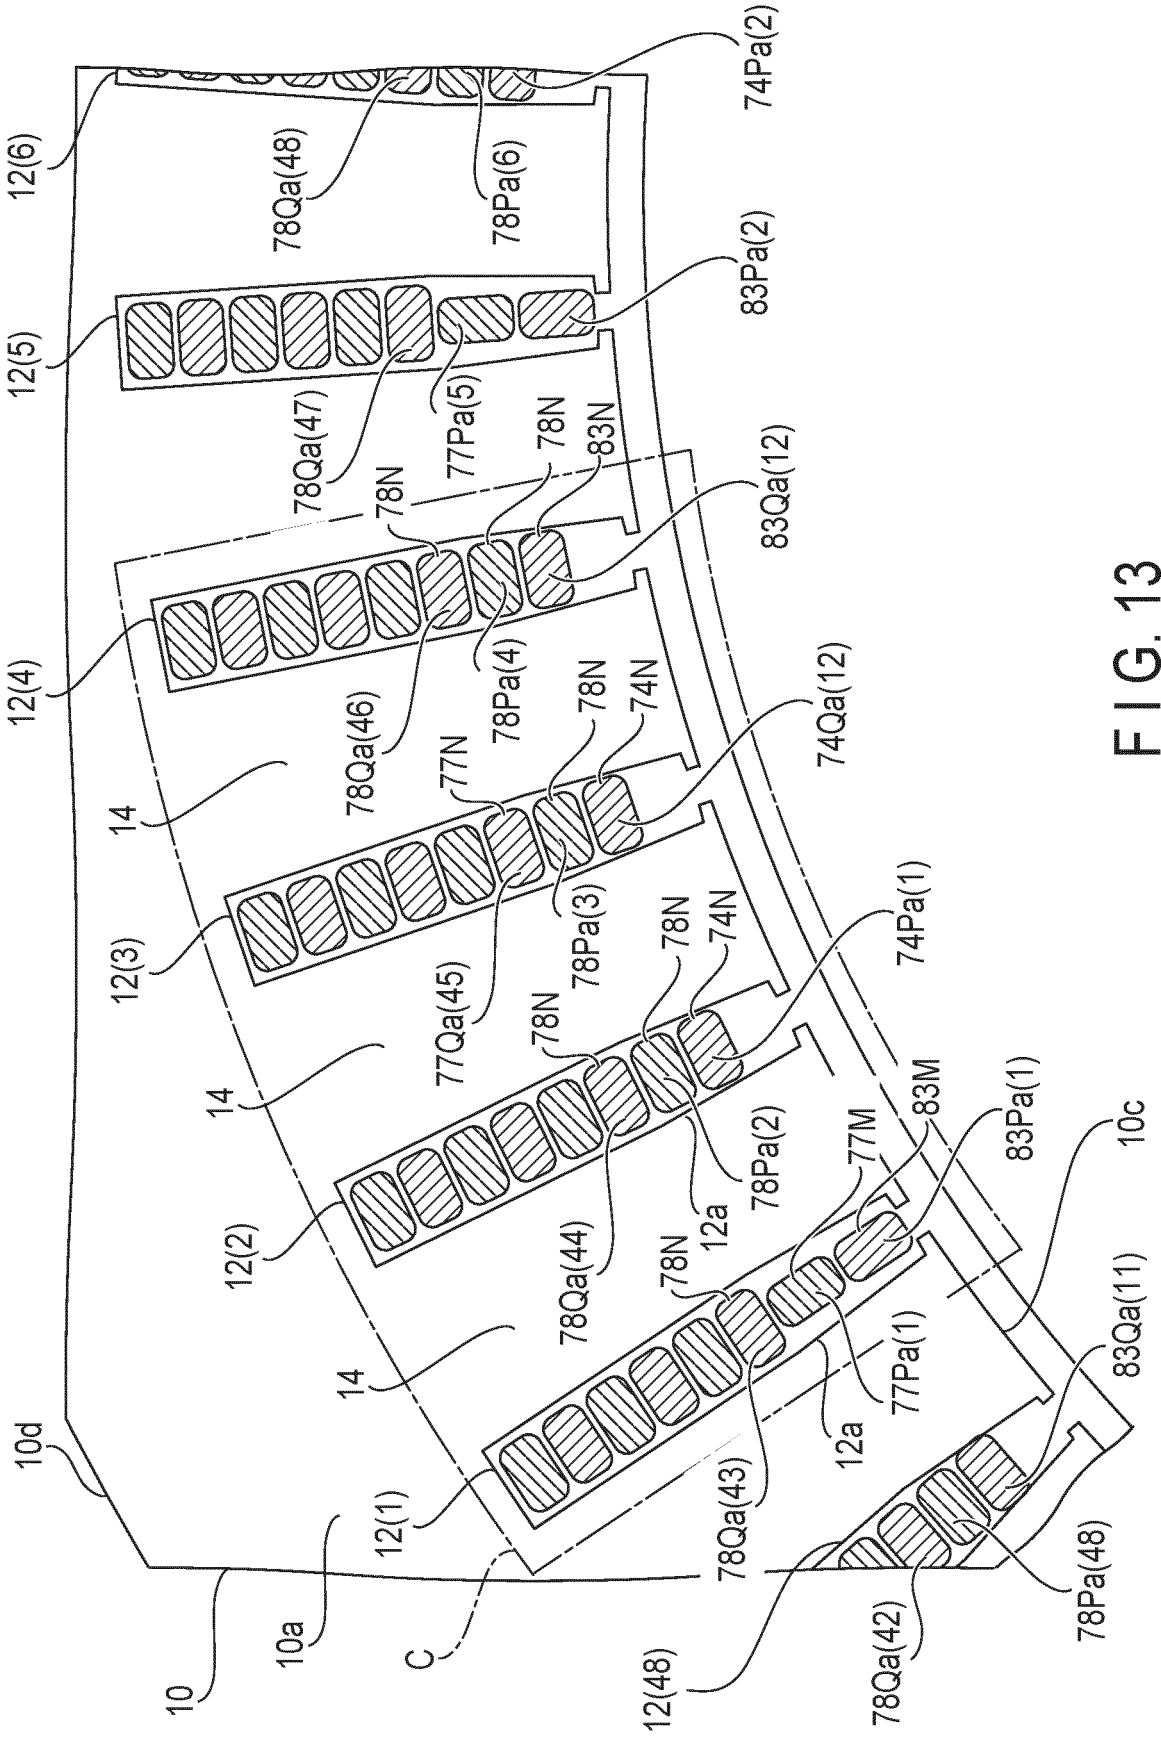 10
10a
10d
C
12(1)
12(2)
12(3)
12(4)
12(5)
12(6)
12(48)
14
14
14
78Qa(48)
78Pa(6)
74Pa(2)
78Qa(47)
77Pa(5)
83Pa(2)
78N
78N
83N
78Qa(46)
78Pa(4)
83Qa(12)
77N
78N
74N
77Qa(45)
78Pa(3)
74Qa(12)
78N
78N
74N
78Qa(44)
78Pa(2)
74Pa(1)
12a
78N
77M
83M
78Qa(43)
77Pa(1)
83Pa(1)
12a
10c
78Qa(42)
78Pa(48)
83Qa(11)
FIG. 13